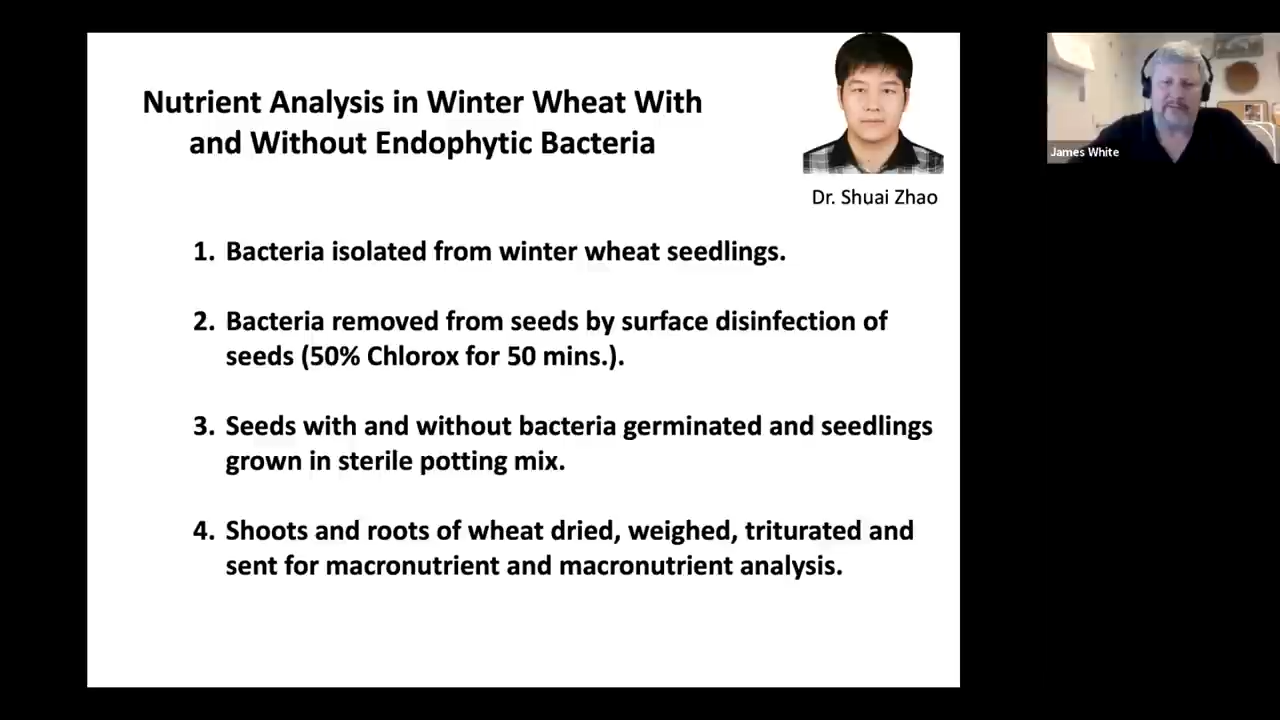 Nutrient Analysis in Winter Wheat With
and Without Endophytic Bacteria
Dr. Shuai Zhao
James White
1. Bacteria isolated from winter wheat seedlings.
2. Bacteria removed from seeds by surface disinfection of
seeds (50% Chlorox for 50 mins.).
3. Seeds with and without bacteria germinated and seedlings
grown in sterile potting mix.
4. Shoots and roots of wheat dried, weighed, triturated and
sent for macronutrient and macronutrient analysis.